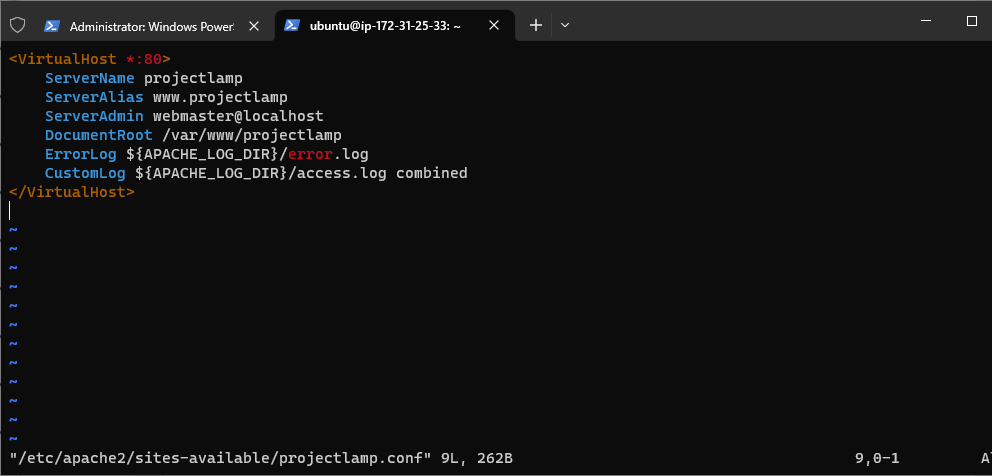 Administrator: Windows Power
ubuntu@ip-172-31-25-33: ~
<VirtualHost *:80>
    ServerName projectlamp
    ServerAlias www.projectlamp
    ServerAdmin webmaster@localhost
    DocumentRoot /var/www/projectlamp
    ErrorLog ${APACHE_LOG_DIR}/error.log
    CustomLog ${APACHE_LOG_DIR}/access.log combined
</VirtualHost>
~
~
~
~
~
~
~
~
~
~
~
~
"/etc/apache2/sites-available/projectlamp.conf" 9L, 262B 9,0-1